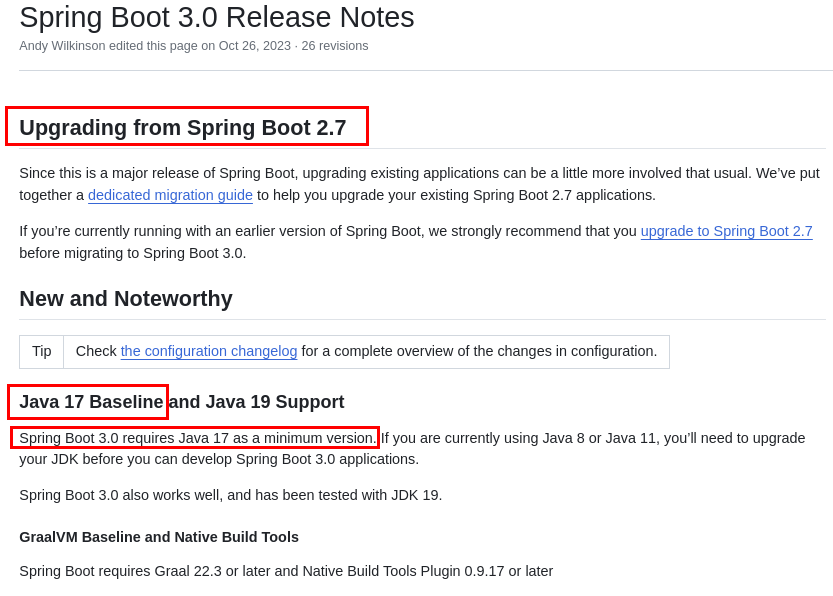 Spring Boot 3.0 Release Notes
Andy Wilkinson edited this page on Oct 26, 2023 · 26 revisions
Upgrading from Spring Boot 2.7
Since this is a major release of Spring Boot, upgrading existing applications can be a little more involved that usual. We’ve put
together a dedicated migration guide to help you upgrade your existing Spring Boot 2.7 applications.
If you’re currently running with an earlier version of Spring Boot, we strongly recommend that you upgrade to Spring Boot 2.7
before migrating to Spring Boot 3.0.
New and Noteworthy
Tip Check the configuration changelog for a complete overview of the changes in configuration.
Java 17 Baseline and Java 19 Support
Spring Boot 3.0 requires Java 17 as a minimum version. If you are currently using Java 8 or Java 11, you’ll need to upgrade
your JDK before you can develop Spring Boot 3.0 applications.
Spring Boot 3.0 also works well, and has been tested with JDK 19.
GraalVM Baseline and Native Build Tools
Spring Boot requires Graal 22.3 or later and Native Build Tools Plugin 0.9.17 or later